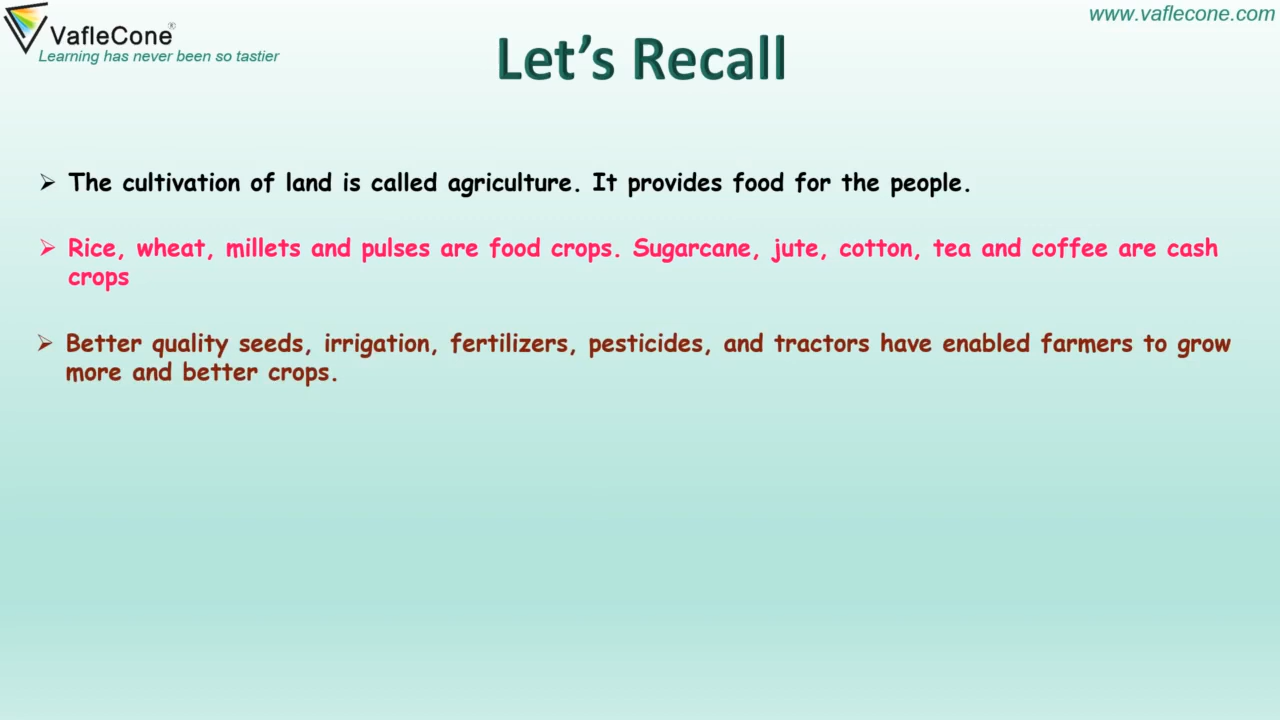 VafleCone®
Learning has never been so tastier
www.vaflecone.com
Let's Recall
➢ The cultivation of land is called agriculture. It provides food for the people.
➢ Rice, wheat, millets and pulses are food crops. Sugarcane, jute, cotton, tea and coffee are cash
crops
➢ Better quality seeds, irrigation, fertilizers, pesticides, and tractors have enabled farmers to grow
more and better crops.